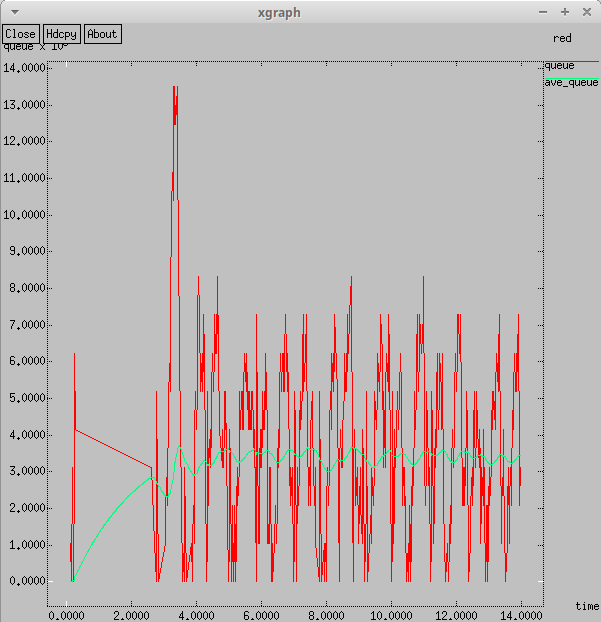 xgraph
Close Hdcpy About
queue x 10³
red
queue
ave_queue
14.0000
13.0000
12.0000
11.0000
10.0000
9.0000
8.0000
7.0000
6.0000
5.0000
4.0000
3.0000
2.0000
1.0000
0.0000
time
0.0000 2.0000 4.0000 6.0000 8.0000 10.0000 12.0000 14.0000